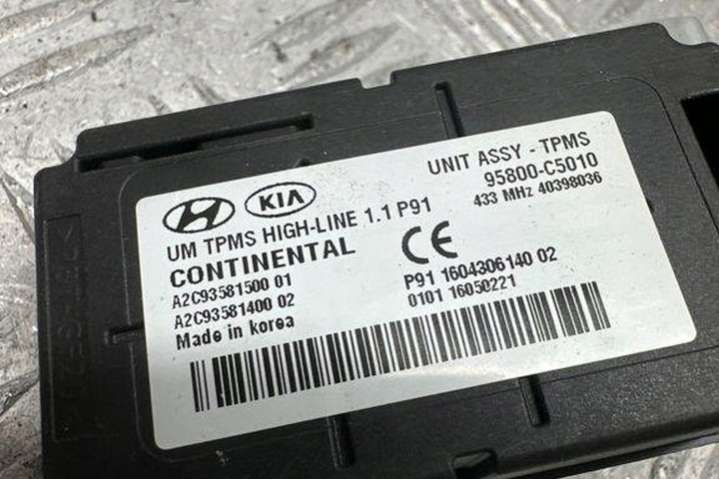 KIA
UNIT ASSY - TPMS
95800-C5010
433 MHz 40398036
UM TPMS HIGH-LINE 1.1 P91
CONTINENTAL
CE
A2C93581500 01
A2C93581400 02
Made in korea
P91 1604306140 02
0101 16050221